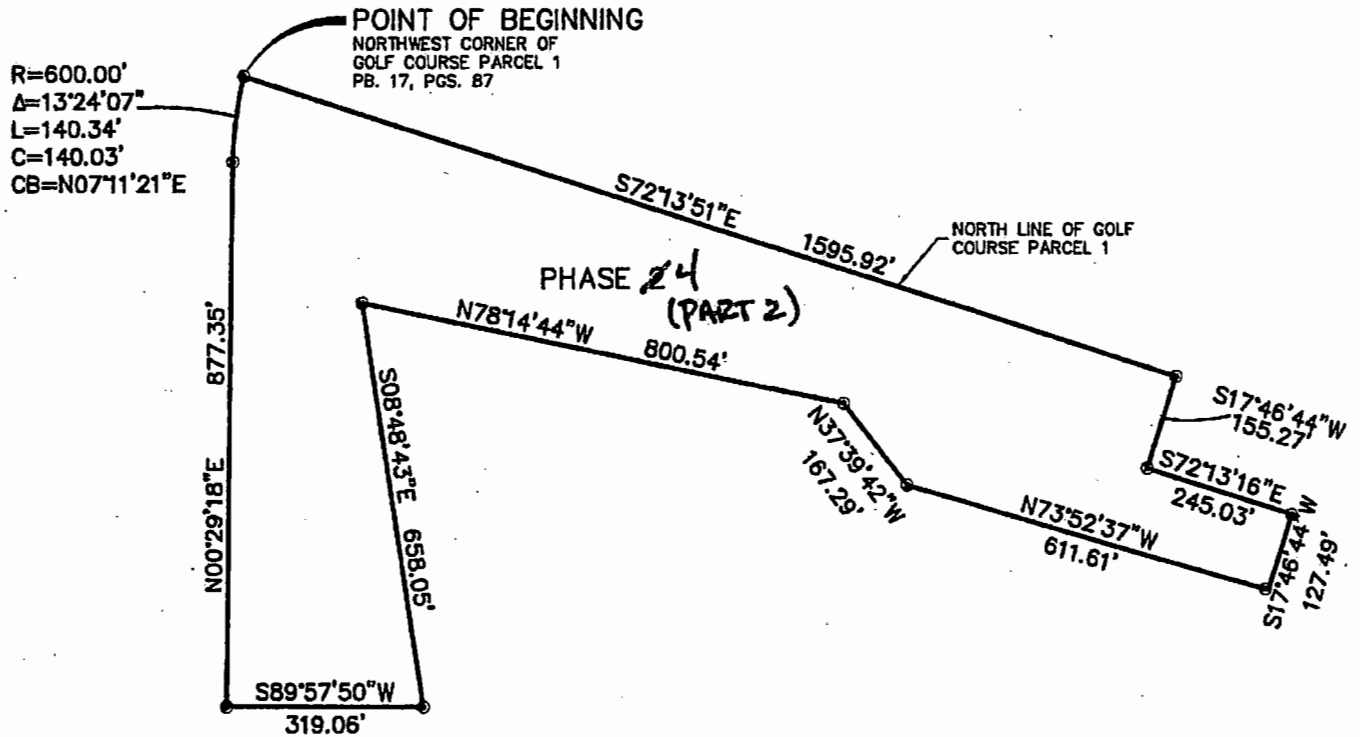 POINT OF BEGINNING
NORTHWEST CORNER OF
GOLF COURSE PARCEL 1
PB. 17, PGS. 87
R=600.00'
Δ=13°24'07"
L=140.34'
C=140.03'
CB=N07°11'21"E
S72°13'51"E
1595.92'
NORTH LINE OF GOLF
COURSE PARCEL 1
PHASE 24
(PART 2)
N78°14'44"W
800.54'
877.35'
N00°29'18"E
S08°48'43"E 658.05'
N37°39'42"W
167.29'
S17°46'44"W
155.27'
S72°13'16"E
245.03'
N73°52'37"W
611.61'
S17°46'44"W
127.49'
S89°57'50"W
319.06'